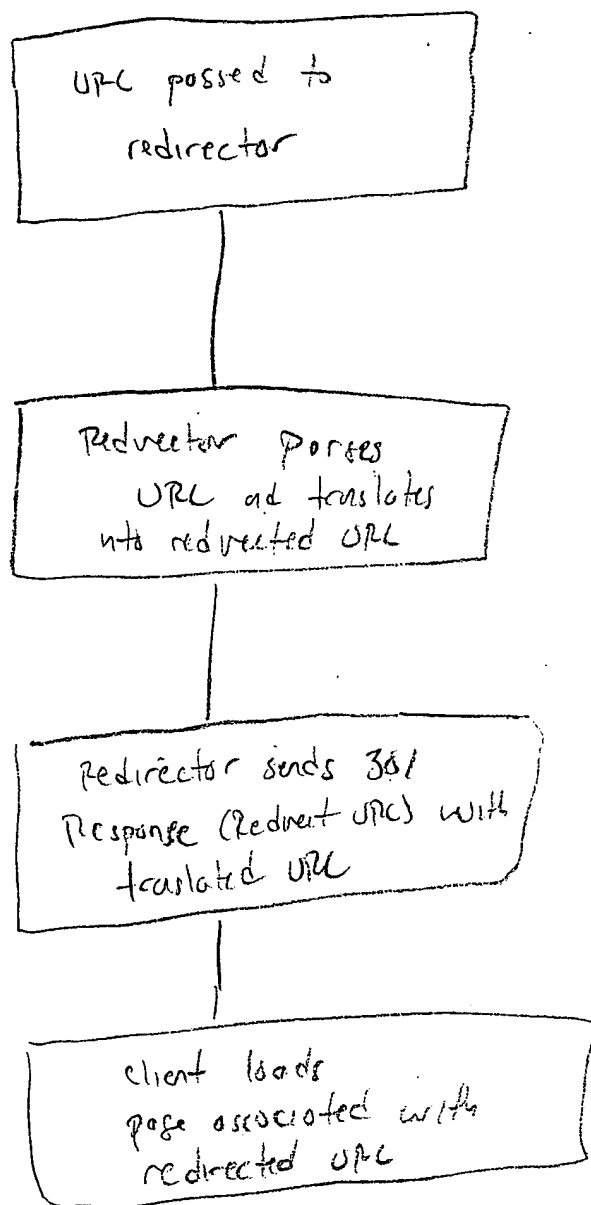 URL passed to
redirector
Redirector parses
URL and translates
into redirected URL
Redirector sends 301
Response (Redirect URL) with
translated URL
client loads
page associated with
redirected URL